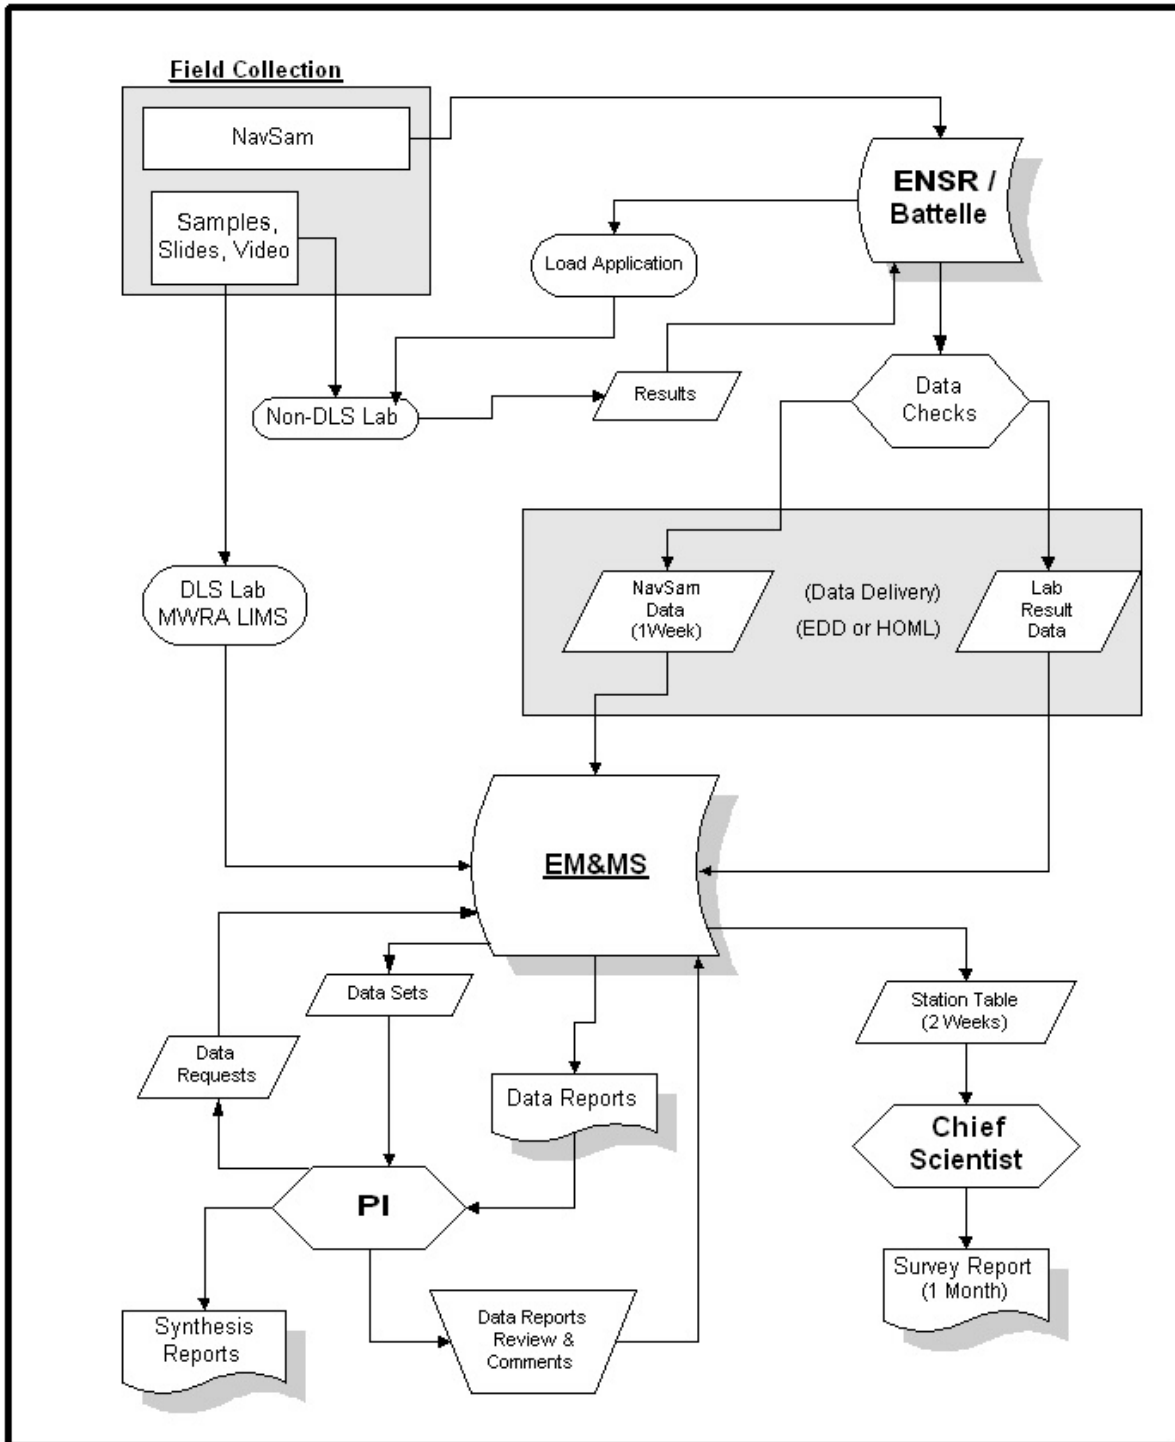 Field Collection
NavSam
Samples,
Slides, Video
ENSR /
Battelle
Load Application
Non-DLS Lab
Results
Data
Checks
DLS Lab
MWRA LIMS
NavSam
Data
(1Week)
(Data Delivery)
(EDD or HOML)
Lab
Result
Data
EM&MS
Data Sets
Data
Requests
Data Reports
Station Table
(2 Weeks)
Chief
Scientist
PI
Survey Report
(1 Month)
Synthesis
Reports
Data Reports
Review &
Comments